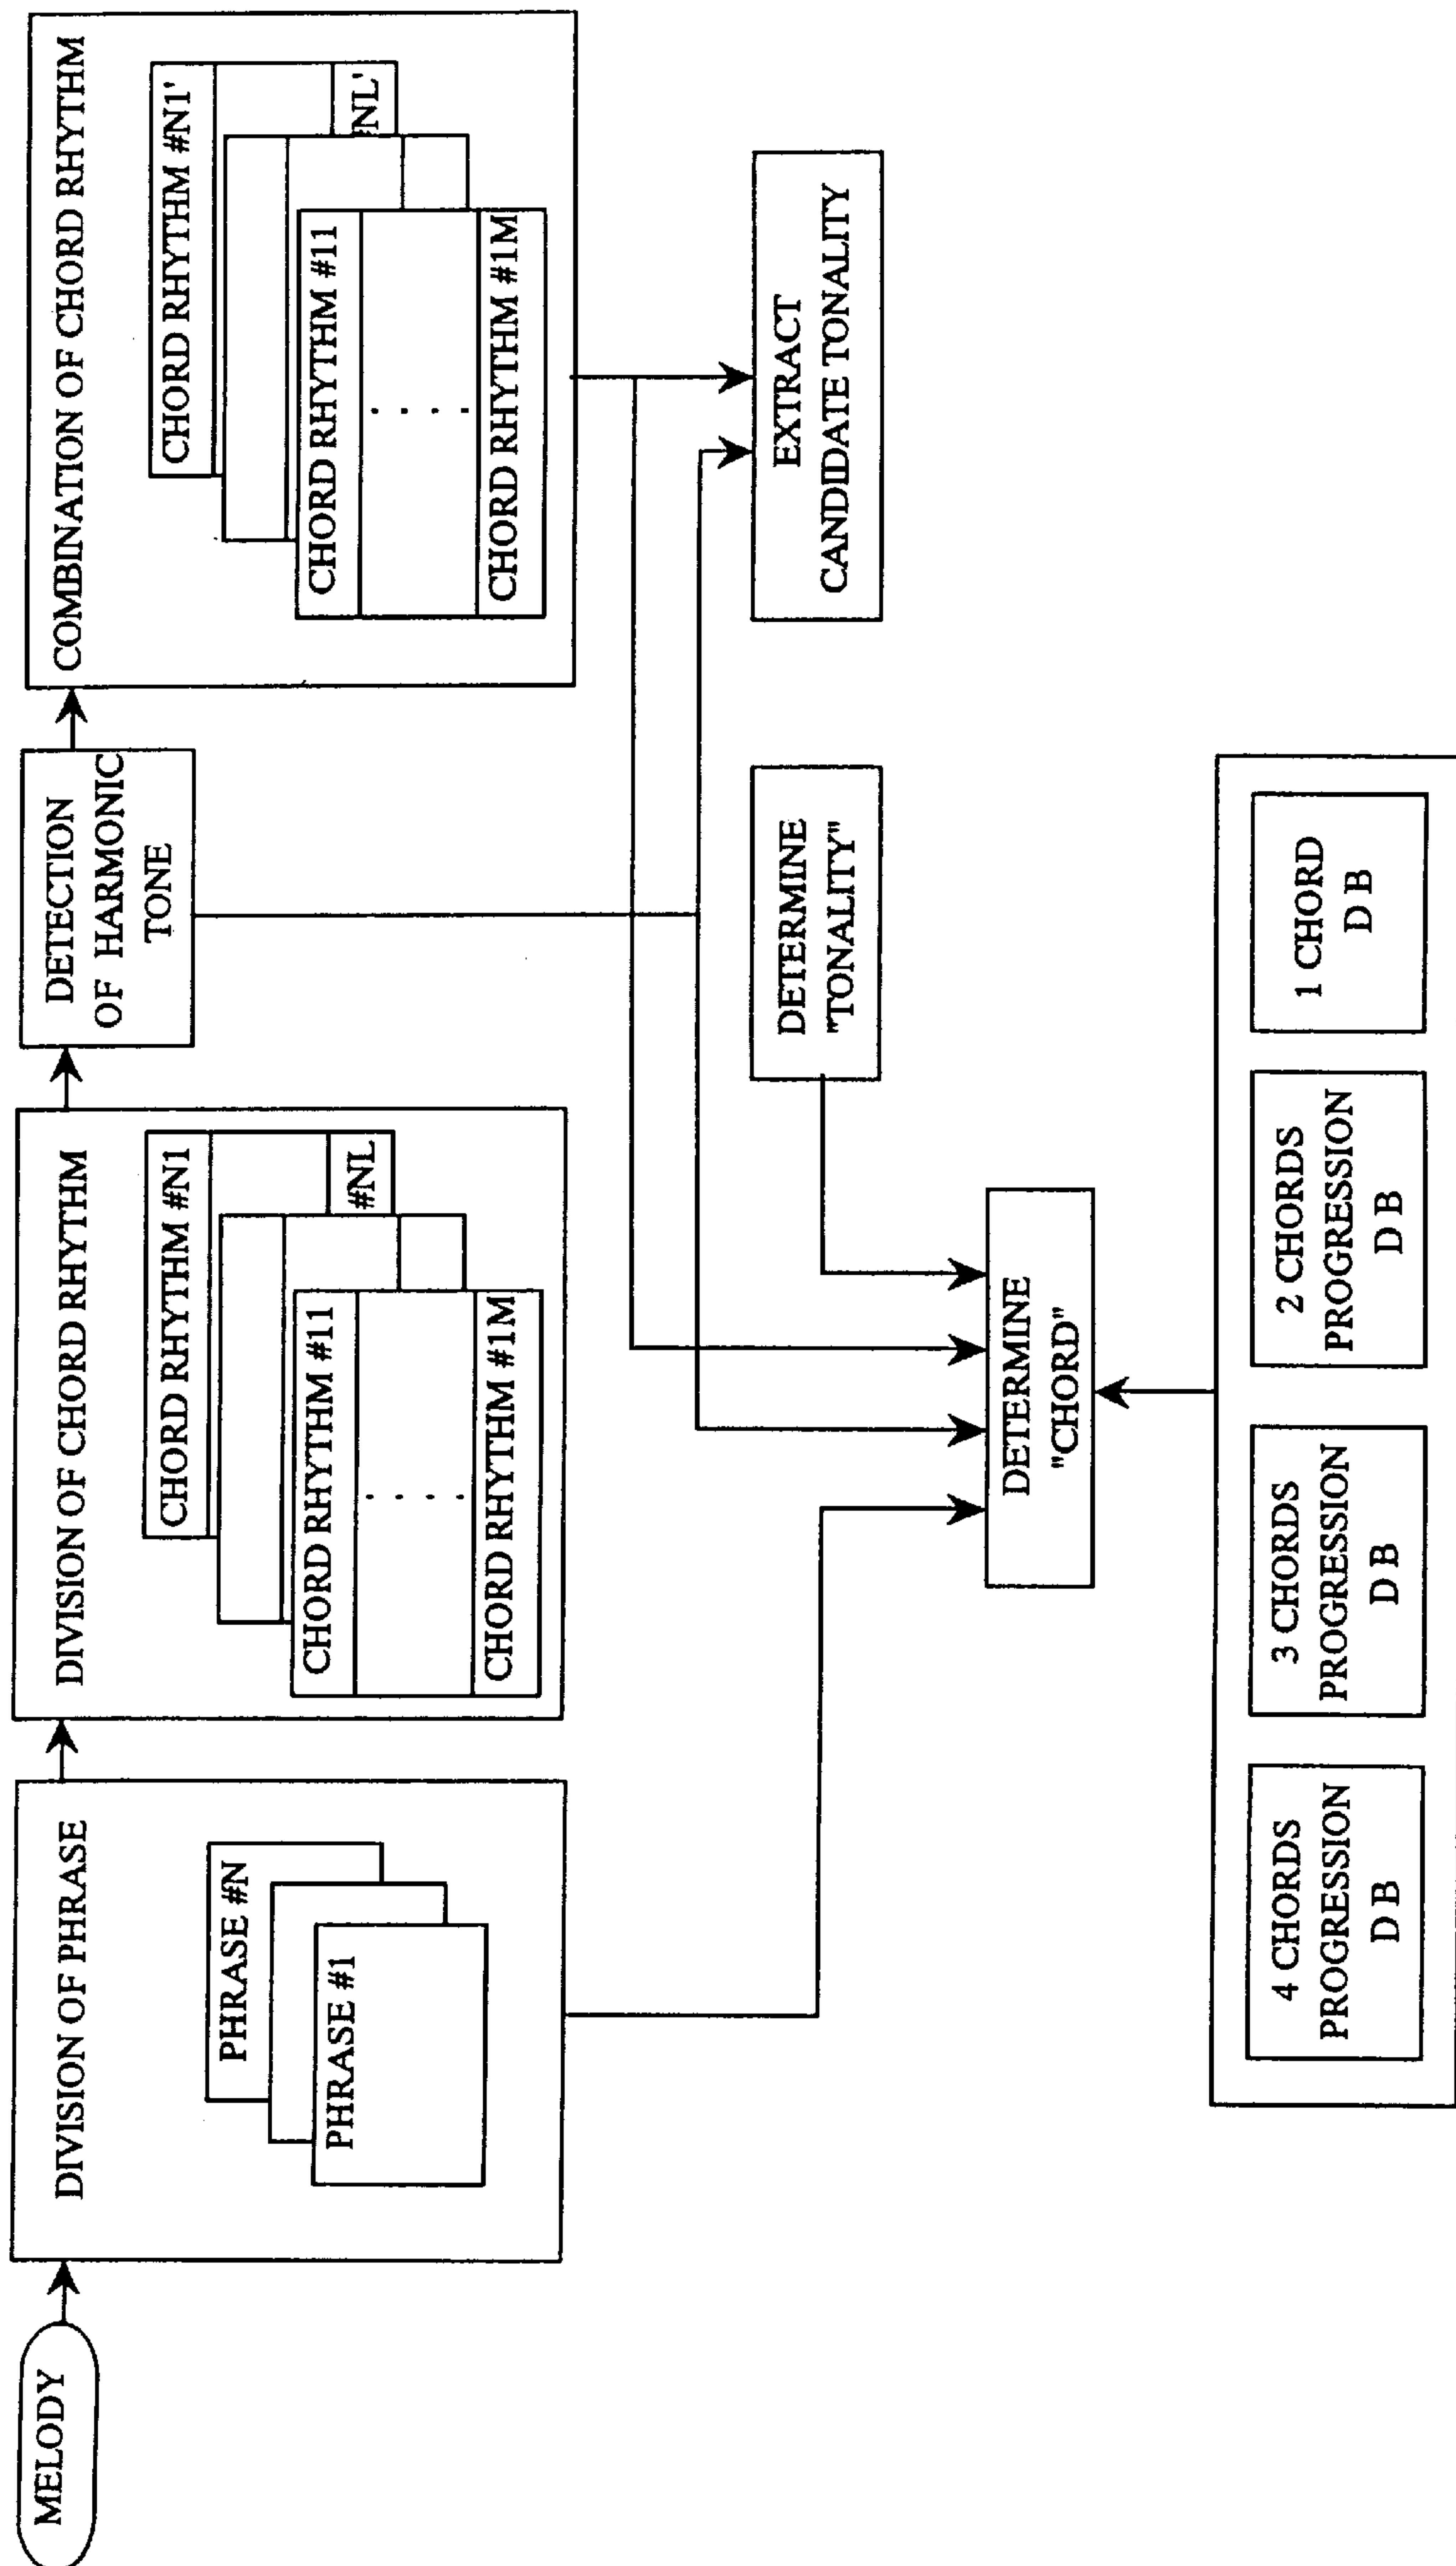 MELODY
DIVISION OF PHRASE
PHRASE #N
PHRASE #1
DIVISION OF CHORD RHYTHM
CHORD RHYTHM #N1
#NL
CHORD RHYTHM #11
. . . .
CHORD RHYTHM #1M
DETECTION
OF HARMONIC
TONE
COMBINATION OF CHORD RHYTHM
CHORD RHYTHM #N1'
#NL'
CHORD RHYTHM #11
. . . .
CHORD RHYTHM #1M
DETERMINE
"TONALITY"
EXTRACT
CANDIDATE TONALITY
DETERMINE
"CHORD"
4 CHORDS
PROGRESSION
D B
3 CHORDS
PROGRESSION
D B
2 CHORDS
PROGRESSION
D B
1 CHORD
D B